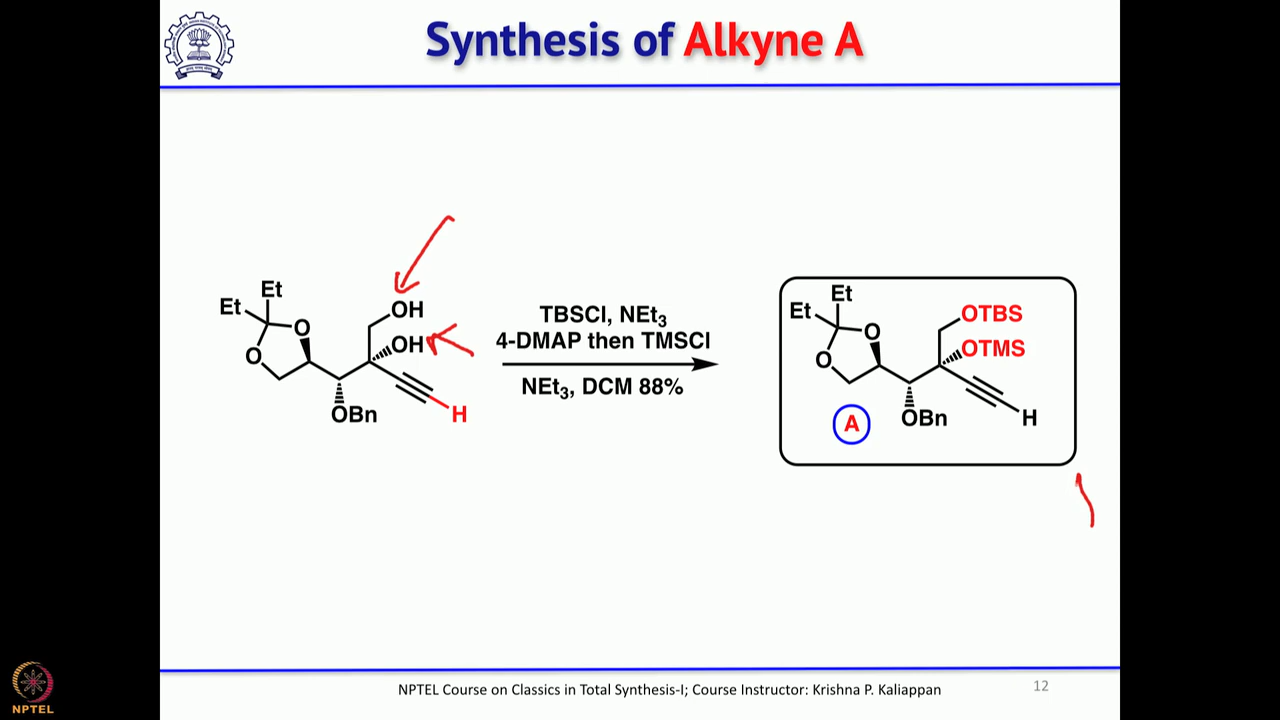 Synthesis of Alkyne A
Et
Et
O
O
OH
OH
OBn
H
TBSCl, NEt₃
4-DMAP then TMSCl
NEt₃, DCM 88%
Et
Et
O
O
OTBS
OTMS
OBn
H
A
NPTEL Course on Classics in Total Synthesis-I; Course Instructor: Krishna P. Kaliappan
12
NPTEL